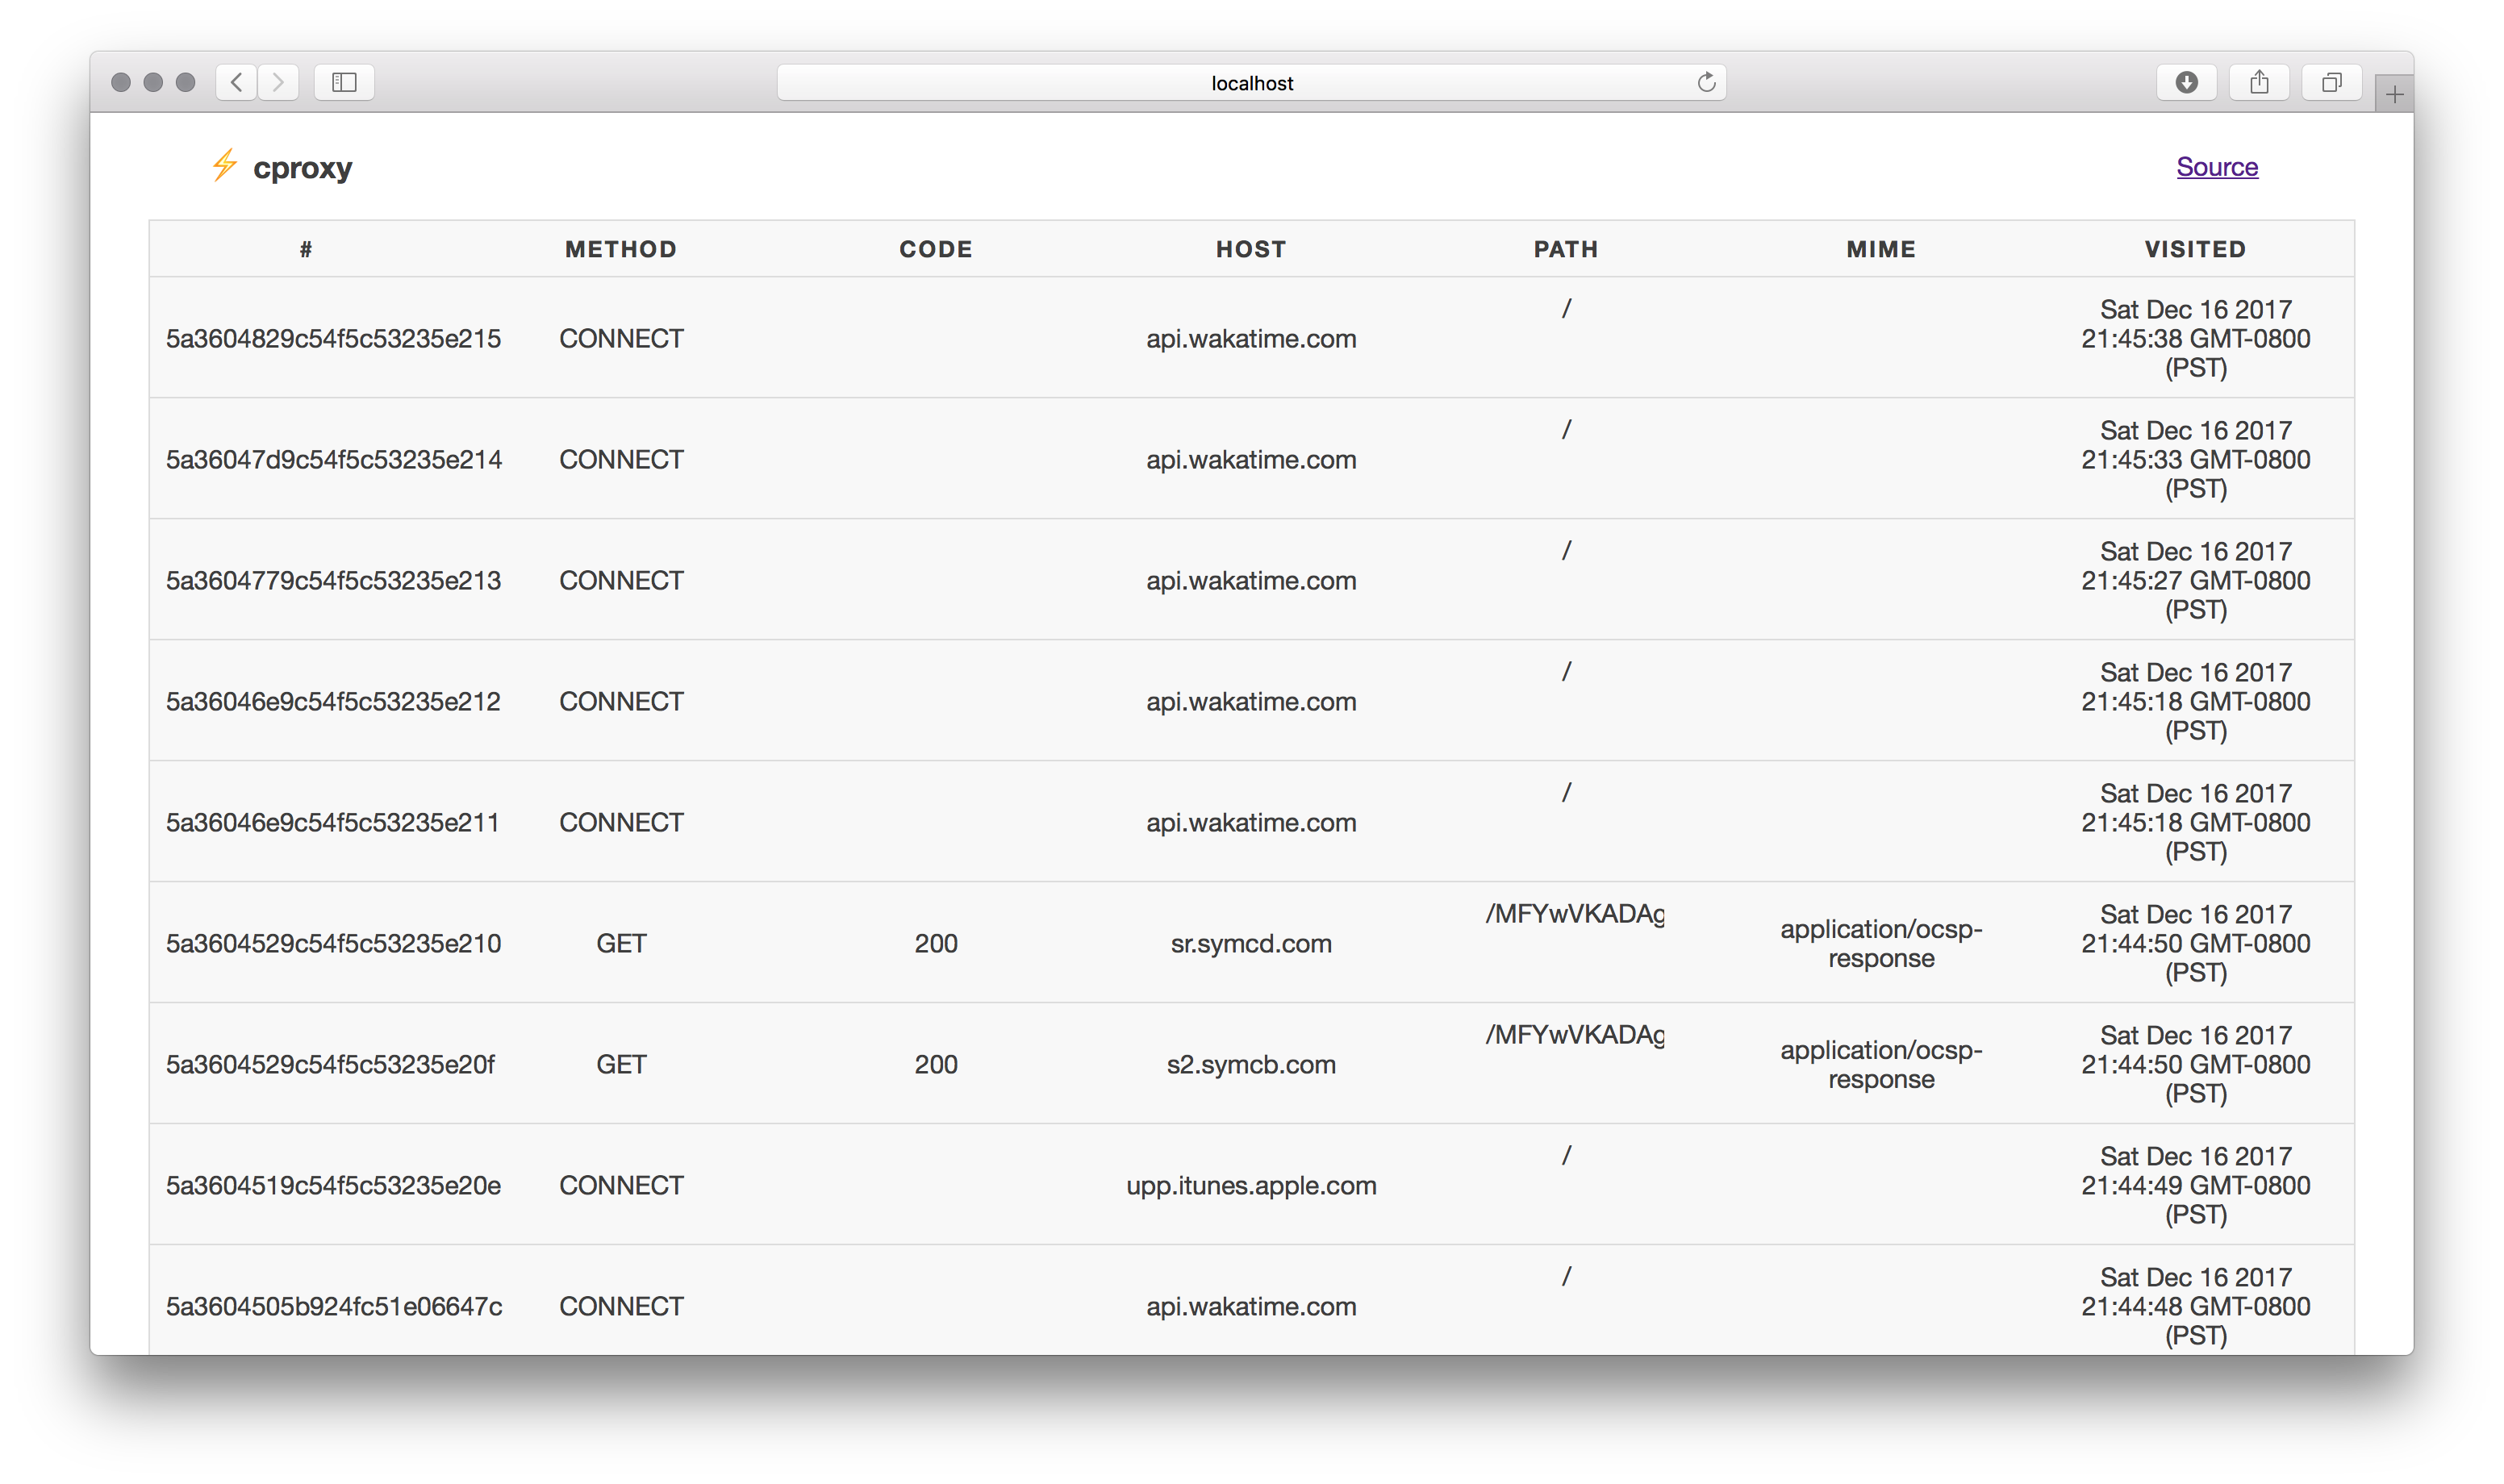 localhost
⚡ cproxy
Source
# METHOD CODE HOST PATH MIME VISITED
5a3604829c54f5c53235e215 CONNECT api.wakatime.com / Sat Dec 16 2017 21:45:38 GMT-0800 (PST)
5a36047d9c54f5c53235e214 CONNECT api.wakatime.com / Sat Dec 16 2017 21:45:33 GMT-0800 (PST)
5a3604779c54f5c53235e213 CONNECT api.wakatime.com / Sat Dec 16 2017 21:45:27 GMT-0800 (PST)
5a36046e9c54f5c53235e212 CONNECT api.wakatime.com / Sat Dec 16 2017 21:45:18 GMT-0800 (PST)
5a36046e9c54f5c53235e211 CONNECT api.wakatime.com / Sat Dec 16 2017 21:45:18 GMT-0800 (PST)
5a3604529c54f5c53235e210 GET 200 sr.symcd.com /MFYwVKADAg application/ocsp-response Sat Dec 16 2017 21:44:50 GMT-0800 (PST)
5a3604529c54f5c53235e20f GET 200 s2.symcb.com /MFYwVKADAg application/ocsp-response Sat Dec 16 2017 21:44:50 GMT-0800 (PST)
5a3604519c54f5c53235e20e CONNECT upp.itunes.apple.com / Sat Dec 16 2017 21:44:49 GMT-0800 (PST)
5a3604505b924fc51e06647c CONNECT api.wakatime.com / Sat Dec 16 2017 21:44:48 GMT-0800 (PST)